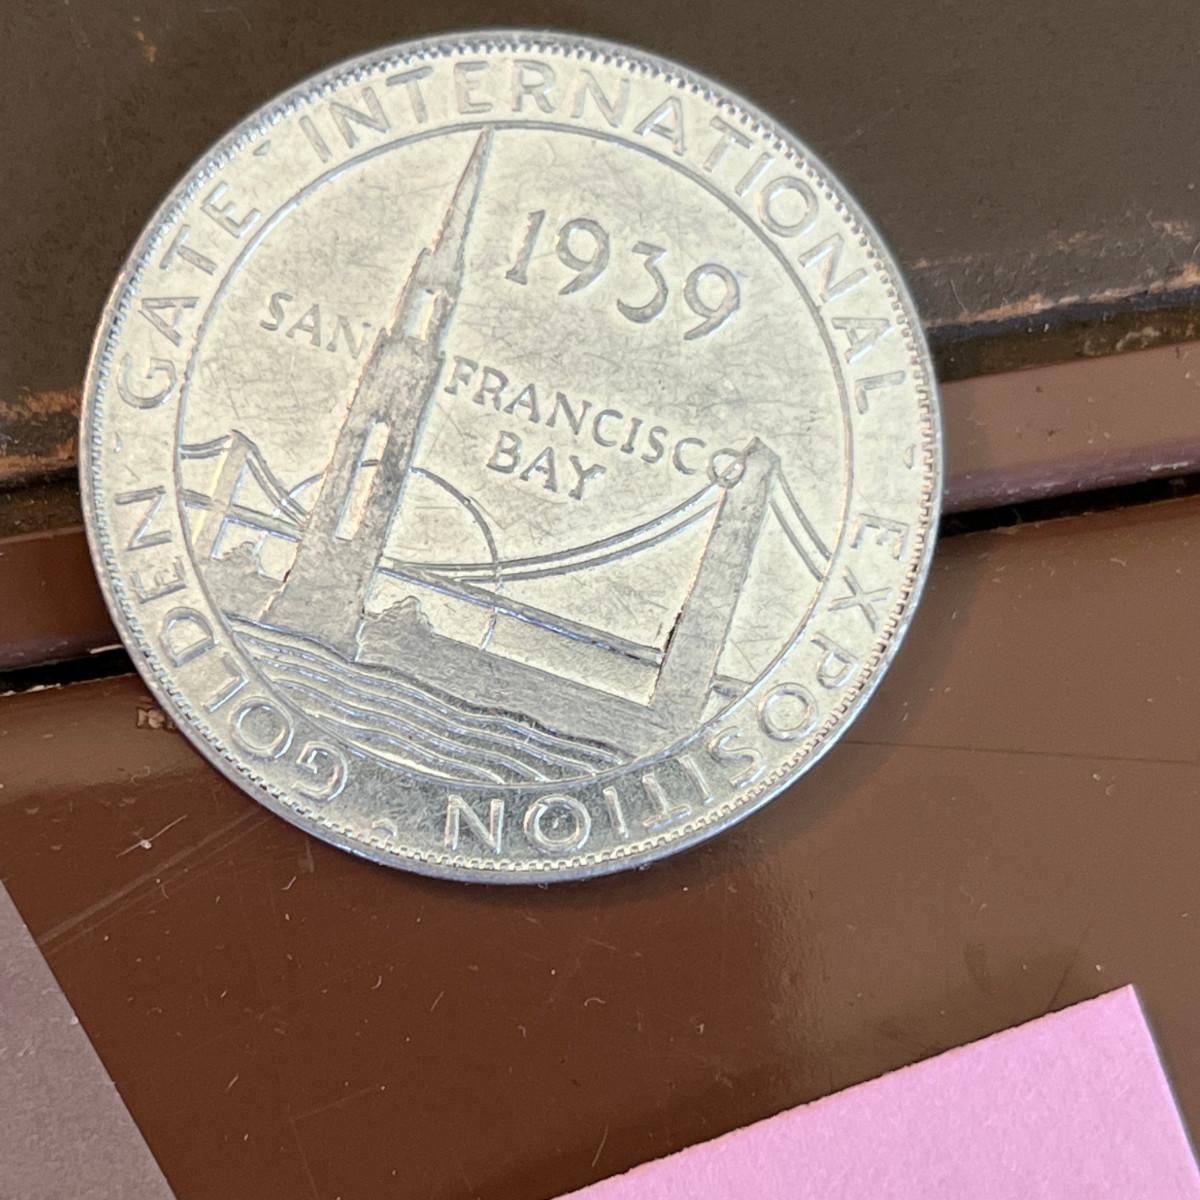 GOLDEN · GATE · INTERNATIONAL · EXPOSITION ·
1939
SAN FRANCISCO
BAY